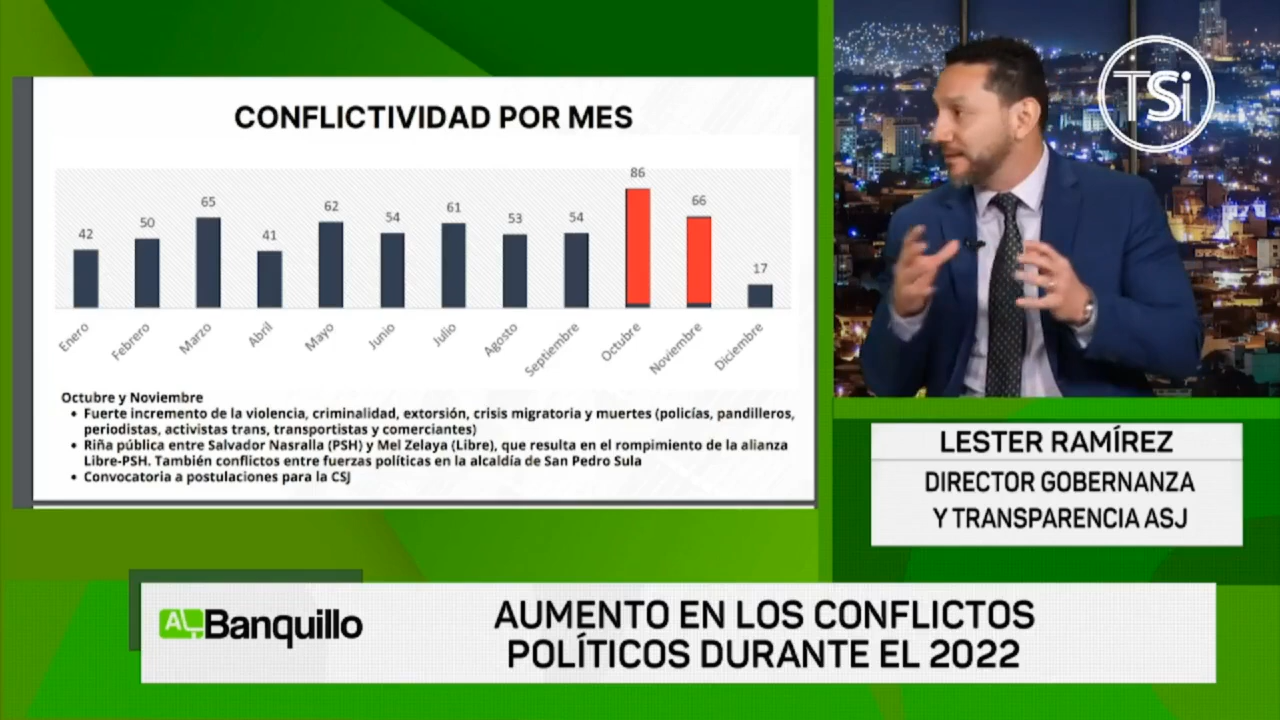 CONFLICTIVIDAD POR MES
42
50
65
41
62
54
61
53
54
86
66
17
Enero
Febrero
Marzo
Abril
Mayo
Junio
Julio
Agosto
Septiembre
Octubre
Noviembre
Diciembre
Octubre y Noviembre
• Fuerte incremento de la violencia, criminalidad, extorsión, crisis migratoria y muertes (policías, pandilleros,
periodistas, activistas trans, transportistas y comerciantes)
• Riña pública entre Salvador Nasralla (PSH) y Mel Zelaya (Libre), que resulta en el rompimiento de la alianza
Libre-PSH. También conflictos entre fuerzas políticas en la alcaldía de San Pedro Sula
• Convocatoria a postulaciones para la CSJ
TSi
LESTER RAMÍREZ
DIRECTOR GOBERNANZA
Y TRANSPARENCIA ASJ
AL Banquillo
AUMENTO EN LOS CONFLICTOS
POLÍTICOS DURANTE EL 2022